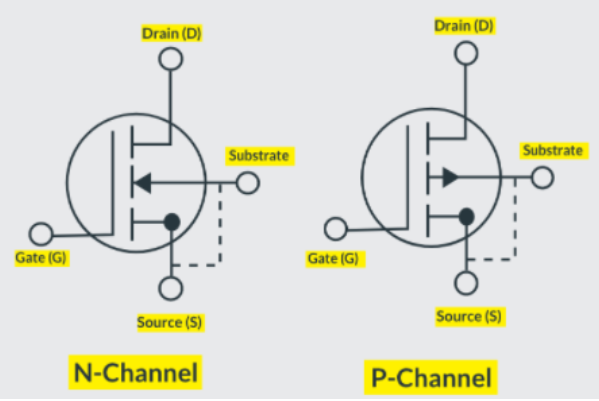 Drain (D)
Substrate
Gate (G)
Source (S)
N-Channel
Drain (D)
Substrate
Gate (G)
Source (S)
P-Channel